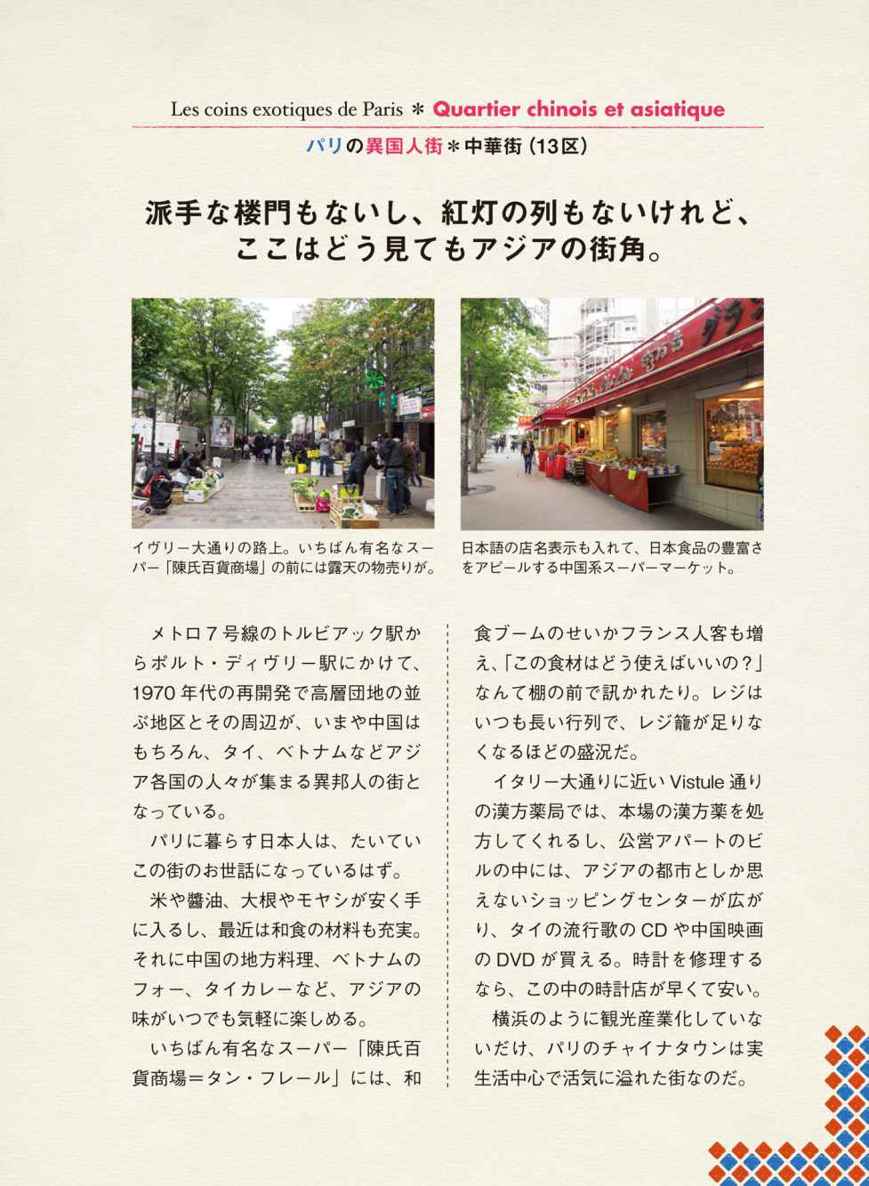 Les coins exotiques de Paris * Quartier chinois et asiatique
パリの異国人街*中華街（13区）
派手な楼門もないし、紅灯の列もないけれど、
ここはどう見てもアジアの街角。
イヴリー大通りの路上。いちばん有名なスー
パー「陳氏百貨商場」の前には露天の物売りが。
日本語の店名表示も入れて、日本食品の豊富さ
をアピールする中国系スーパーマーケット。
メトロ7号線のトルビアック駅か
らポルト・ディヴリー駅にかけて、
1970年代の再開発で高層団地の並
ぶ地区とその周辺が、いまや中国は
もちろん、タイ、ベトナムなどアジ
ア各国の人々が集まる異邦人の街と
なっている。
パリに暮らす日本人は、たいてい
この街のお世話になっているはず。
米や醬油、大根やモヤシが安く手
に入るし、最近は和食の材料も充実。
それに中国の地方料理、ベトナムの
フォー、タイカレーなど、アジアの
味がいつでも気軽に楽しめる。
いちばん有名なスーパー「陳氏百
貨商場＝タン・フレール」には、和
食ブームのせいかフランス人客も増
え、「この食材はどう使えばいいの？」
なんて棚の前で訊かれたり。レジは
いつも長い行列で、レジ籠が足りな
くなるほどの盛況だ。
イタリー大通りに近いVistule通り
の漢方薬局では、本場の漢方薬を処
方してくれるし、公営アパートのビ
ルの中には、アジアの都市としか思
えないショッピングセンターが広が
り、タイの流行歌のCDや中国映画
のDVDが買える。時計を修理する
なら、この中の時計店が早くて安い。
横浜のように観光産業化していな
いだけ、パリのチャイナタウンは実
生活中心で活気に溢れた街なのだ。